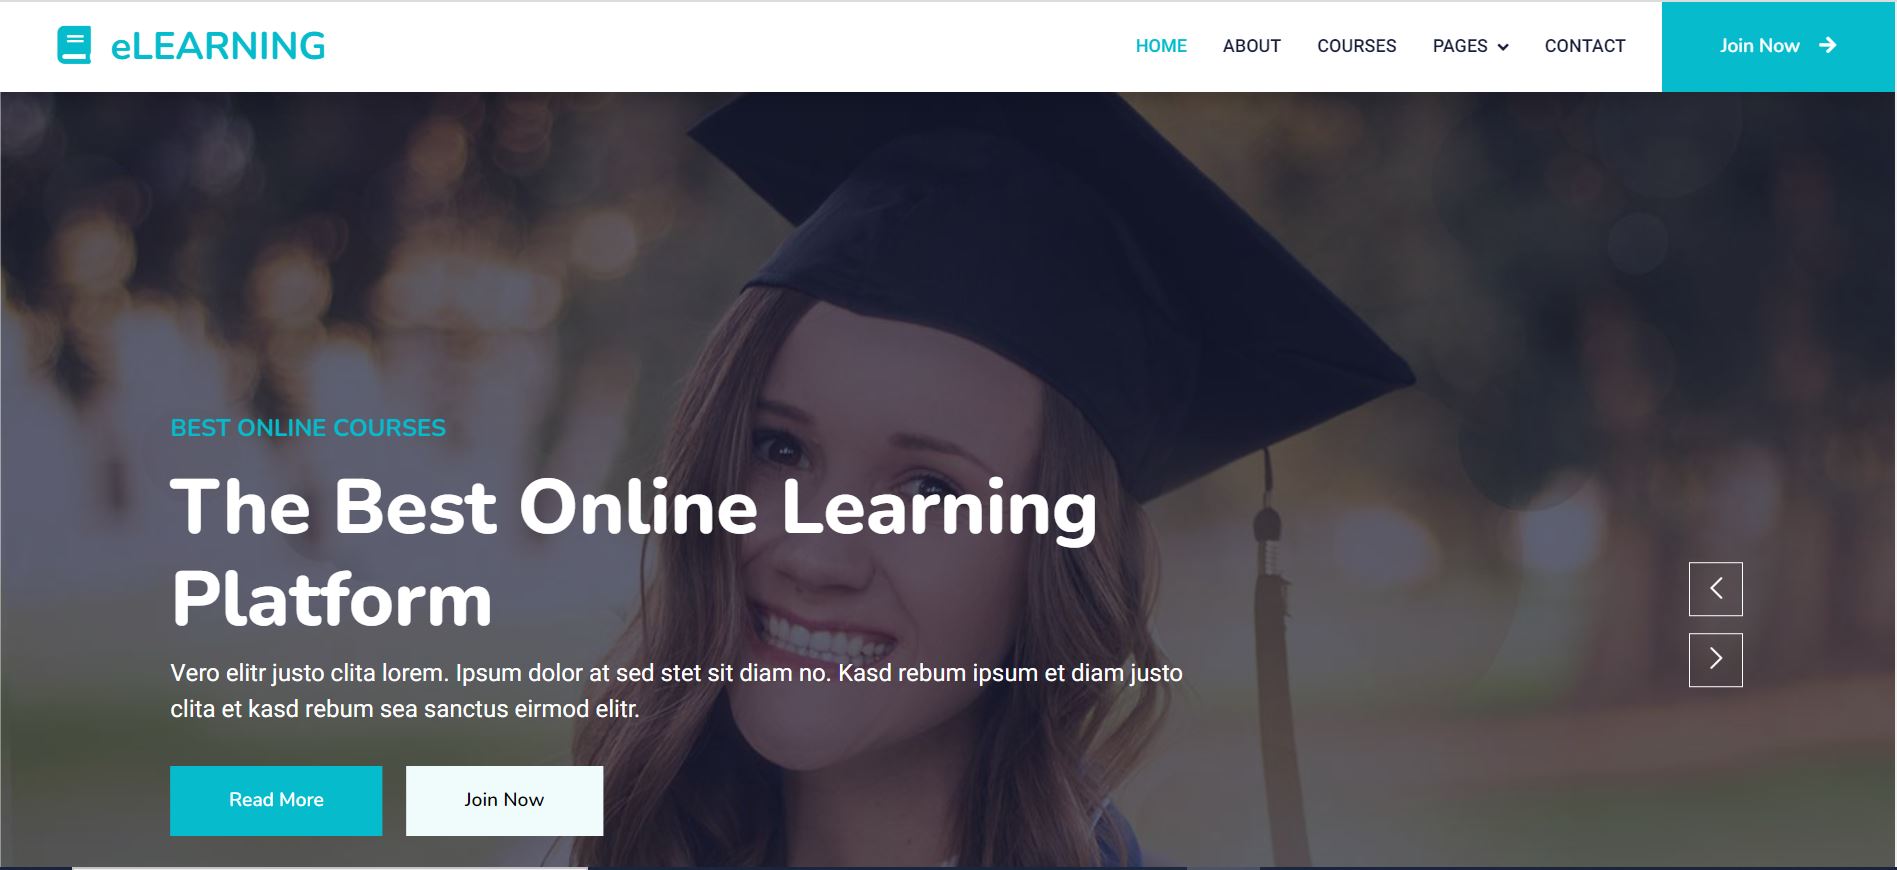 eLEARNING
HOME
ABOUT
COURSES
PAGES
CONTACT
Join Now
BEST ONLINE COURSES
The Best Online Learning
Platform
Vero elitr justo clita lorem. Ipsum dolor at sed stet sit diam no. Kasd rebum ipsum et diam justo
clita et kasd rebum sea sanctus eirmod elitr.
Read More
Join Now